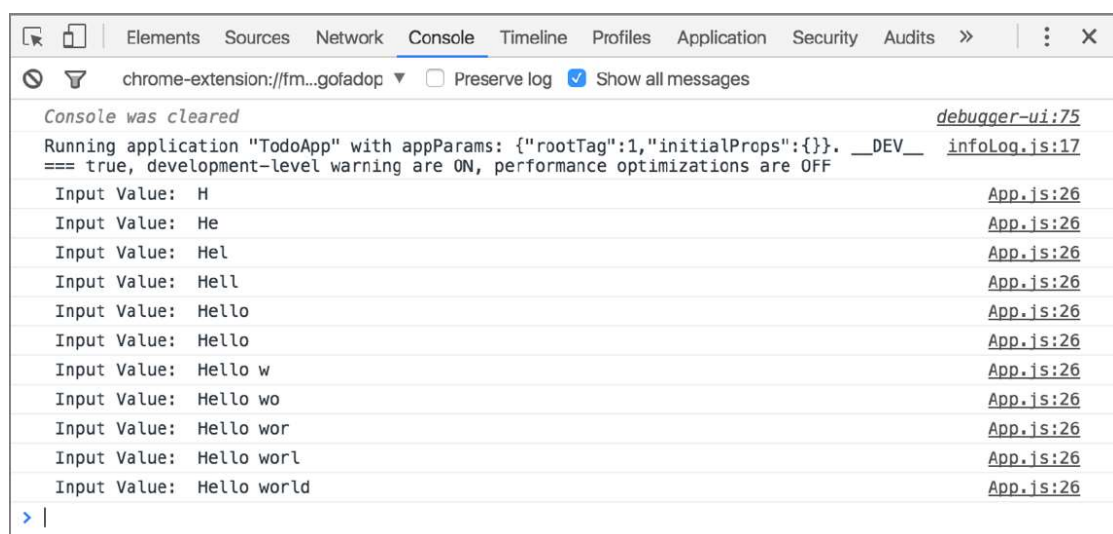 Elements Sources Network Console Timeline Profiles Application Security Audits »
chrome-extension://fm...gofadop ▼ Preserve log Show all messages
Console was cleared debugger-ui:75
Running application "TodoApp" with appParams: {"rootTag":1,"initialProps":{}}. __DEV__ infoLog.js:17
=== true, development-level warning are ON, performance optimizations are OFF
Input Value: H App.js:26
Input Value: He App.js:26
Input Value: Hel App.js:26
Input Value: Hell App.js:26
Input Value: Hello App.js:26
Input Value: Hello App.js:26
Input Value: Hello w App.js:26
Input Value: Hello wo App.js:26
Input Value: Hello wor App.js:26
Input Value: Hello worl App.js:26
Input Value: Hello world App.js:26
>